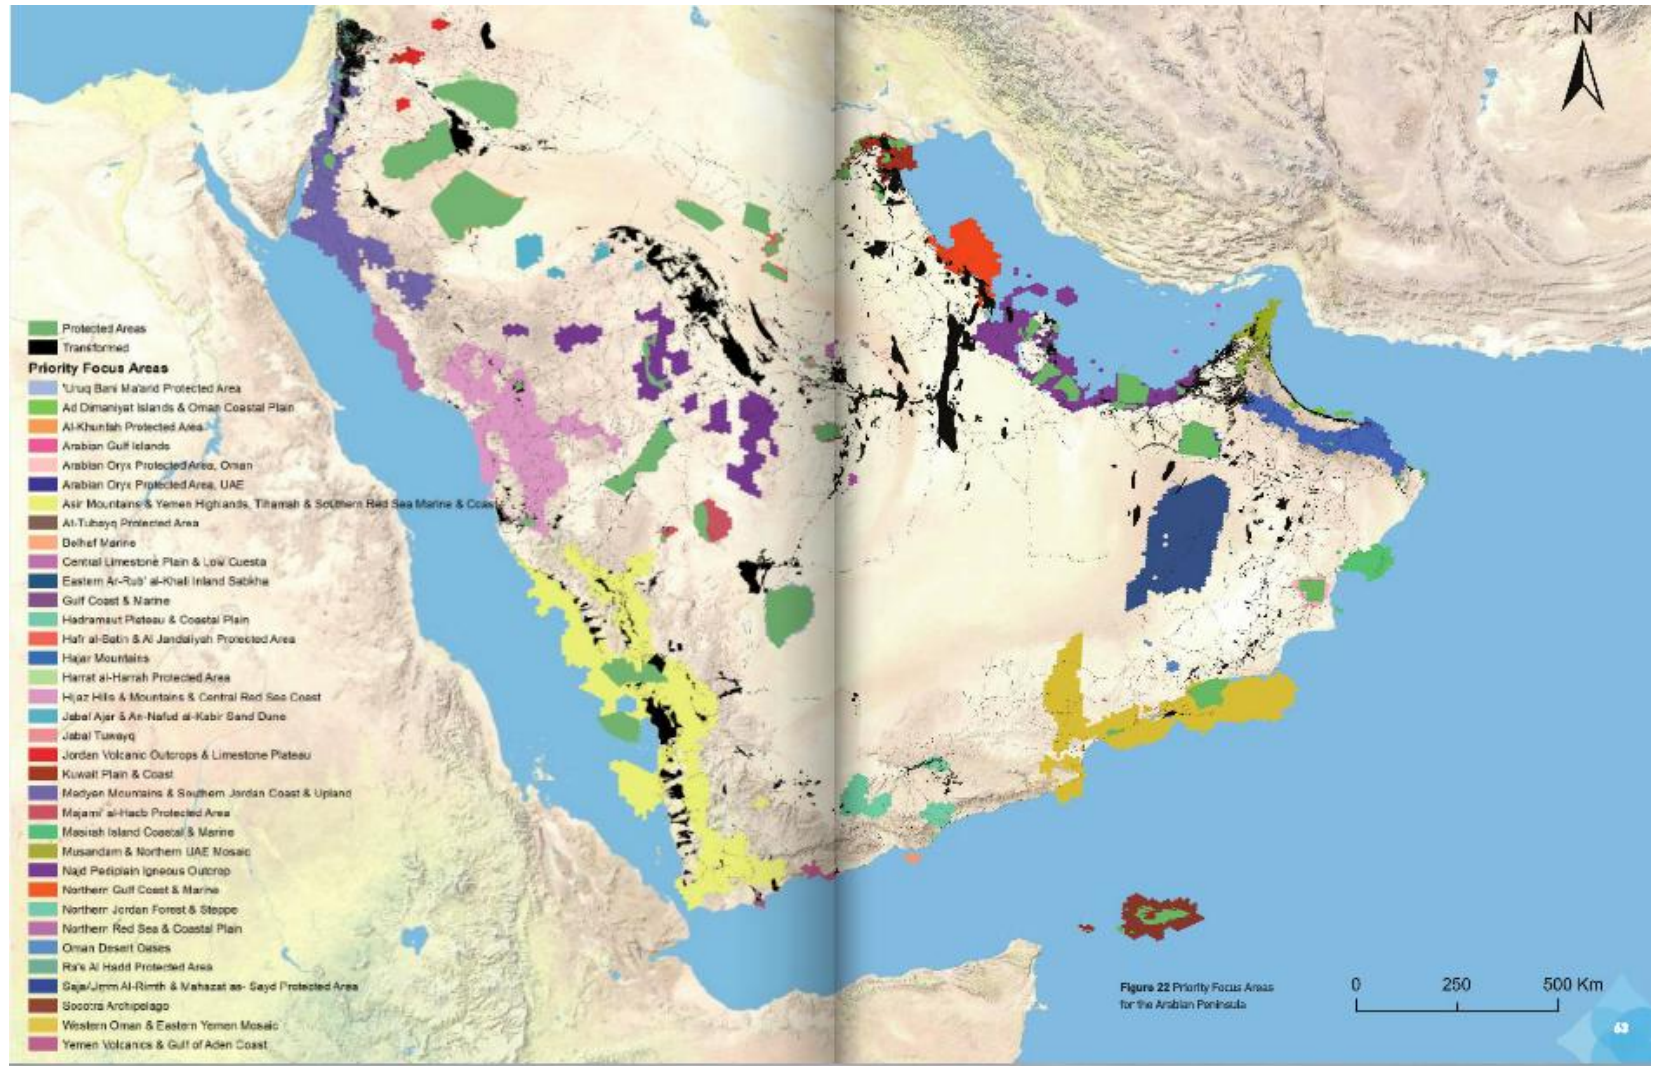 N
Protected Areas
Transformed
Priority Focus Areas
'Uruq Bani Ma'arid Protected Area
Ad Dimaniyat Islands & Oman Coastal Plain
Al-Khunfah Protected Area
Arabian Gulf Islands
Arabian Oryx Protected Area, Oman
Arabian Oryx Protected Area, UAE
Asir Mountains & Yemen Highlands, Tihamah & Southern Red Sea Marine & Coast
At-Tubayq Protected Area
Belhaf Marine
Central Limestone Plain & Low Cuesta
Eastern Ar-Rub' al-Khali Inland Sabkha
Gulf Coast & Marine
Hadramaut Plateau & Coastal Plain
Hafr al-Batin & Al Jandaliyah Protected Area
Hajar Mountains
Harrat al-Harrah Protected Area
Hijaz Hills & Mountains & Central Red Sea Coast
Jabal Ajar & An-Nafud al-Kabir Sand Dune
Jabal Tuwayq
Jordan Volcanic Outcrops & Limestone Plateau
Kuwait Plain & Coast
Madyan Mountains & Southern Jordan Coast & Upland
Majami' al-Hadb Protected Area
Masirah Island Coastal & Marine
Musandam & Northern UAE Mosaic
Najd Pediplain Igneous Outcrop
Northern Gulf Coast & Marine
Northern Jordan Forest & Steppe
Northern Red Sea & Coastal Plain
Oman Desert Oases
Ra's Al Hadd Protected Area
Saja/Umm Al-Rimth & Mahazat as- Sayd Protected Area
Socotra Archipelago
Western Oman & Eastern Yemen Mosaic
Yemen Volcanics & Gulf of Aden Coast
Figure 22 Priority Focus Areas
for the Arabian Peninsula
0 250 500 Km
63